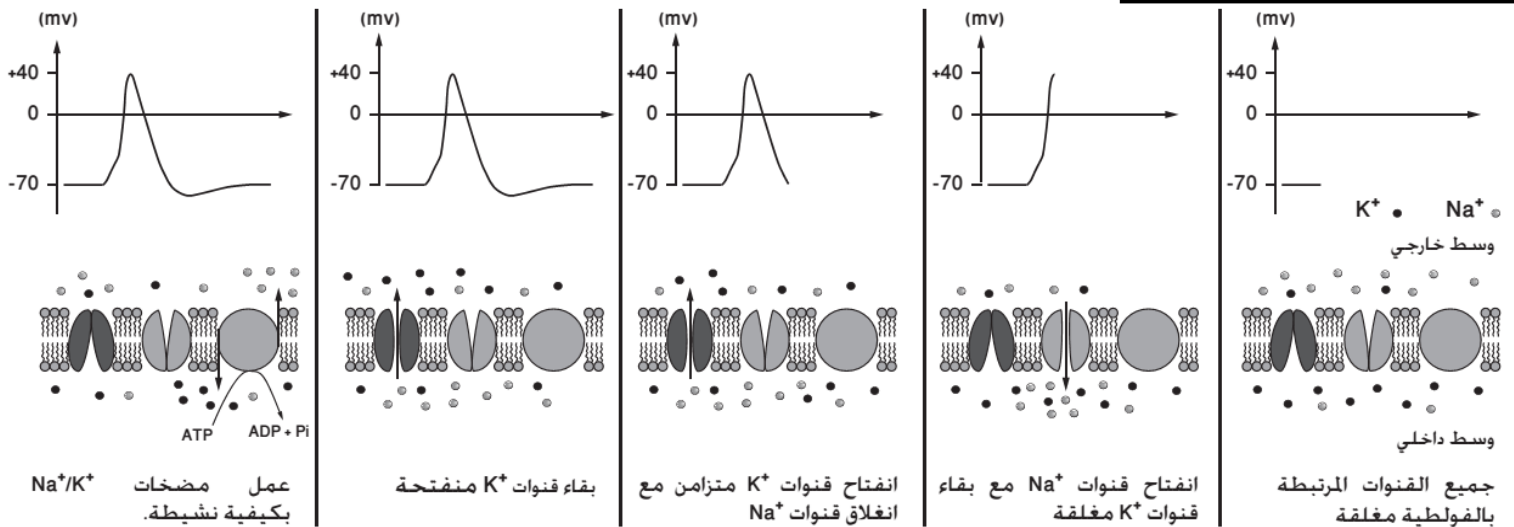 (mv)
+40
0
-70
K⁺ Na⁺
وسط خارجي
وسط داخلي
جميع القنوات المرتبطة
بالفولطية مغلقة
(mv)
+40
0
-70
انفتاح قنوات Na⁺ مع بقاء
قنوات K⁺ مغلقة
(mv)
+40
0
-70
انفتاح قنوات K⁺ متزامن مع
انغلاق قنوات Na⁺
(mv)
+40
0
-70
بقاء قنوات K⁺ منفتحة
(mv)
+40
0
-70
ATP
ADP + Pi
عمل مضخات Na⁺/K⁺
بكيفية نشيطة.